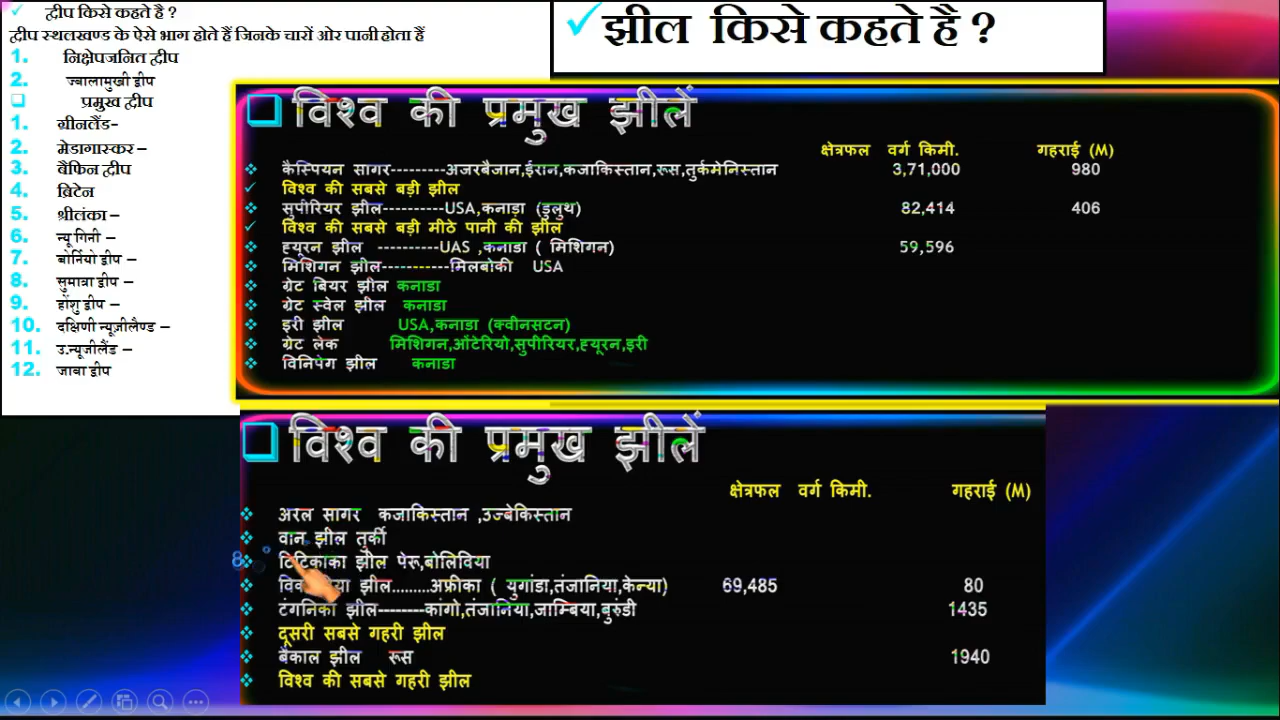 ✓ द्वीप किसे कहते है ?
द्वीप स्थलखण्ड के ऐसे भाग होते हैं जिनके चारों ओर पानी होता हैं
1. निक्षेपजनित द्वीप
2. ज्वालामुखी द्वीप
प्रमुख द्वीप
1. ग्रीनलैंड-
2. मेडागास्कर –
3. बैफिन द्वीप
4. ब्रिटेन
5. श्रीलंका –
6. न्यू गिनी –
7. बोर्नियो द्वीप –
8. सुमात्रा द्वीप –
9. होंशु द्वीप –
10. दक्षिणी न्यूज़ीलैण्ड –
11. उ.न्यूजीलैंड –
12. जाबा द्वीप
✓ झील किसे कहते है ?
विश्व की प्रमुख झीलें
क्षेत्रफल वर्ग किमी. गहराई (M)
कैस्पियन सागर---------अजरबैजान,ईरान,कजाकिस्तान,रूस,तुर्कमेनिस्तान 3,71,000 980
✓ विश्व की सबसे बड़ी झील
सुपीरियर झील----------USA,कनाड़ा (डुलुथ) 82,414 406
✓ विश्व की सबसे बड़ी मीठे पानी की झील
ह्यूरन झील ----------UAS ,कनाडा ( मिशिगन) 59,596
मिशिगन झील-----------मिलबोकी USA
ग्रेट बियर झील कनाडा
ग्रेट स्वेल झील कनाडा
इरी झील USA,कनाडा (क्वीनसटन)
ग्रेट लेक मिशिगन,ओंटेरियो,सुपीरियर,ह्यूरन,इरी
विनिपेग झील कनाडा
विश्व की प्रमुख झीलें
क्षेत्रफल वर्ग किमी. गहराई (M)
अरल सागर कजाकिस्तान ,उज्बेकिस्तान
वान झील तुर्की
टिटिकाका झील पेरू,बोलिविया
झील.........अफ्रीका ( युगांडा,तंजानिया,केन्या) 69,485 80
टंगनिका झील--------कांगो,तंजानिया,जाम्बिया,बुरुंडी 1435
दूसरी सबसे गहरी झील
बैकाल झील रूस 1940
विश्व की सबसे गहरी झील